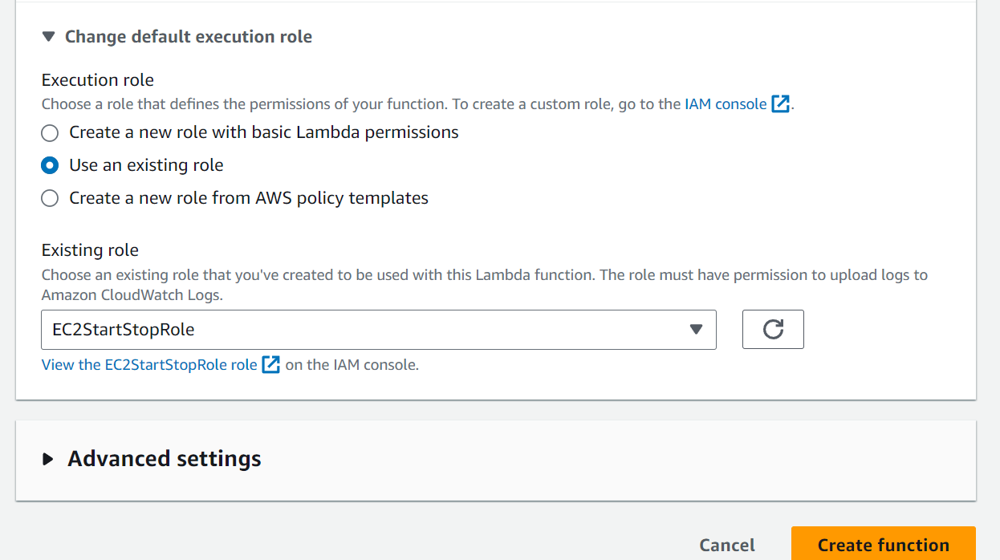 Change default execution role
Execution role
Choose a role that defines the permissions of your function. To create a custom role, go to the IAM console.
Create a new role with basic Lambda permissions
Use an existing role
Create a new role from AWS policy templates
Existing role
Choose an existing role that you've created to be used with this Lambda function. The role must have permission to upload logs to
Amazon CloudWatch Logs.
EC2StartStopRole
View the EC2StartStopRole role on the IAM console.
Advanced settings
Cancel
Create function